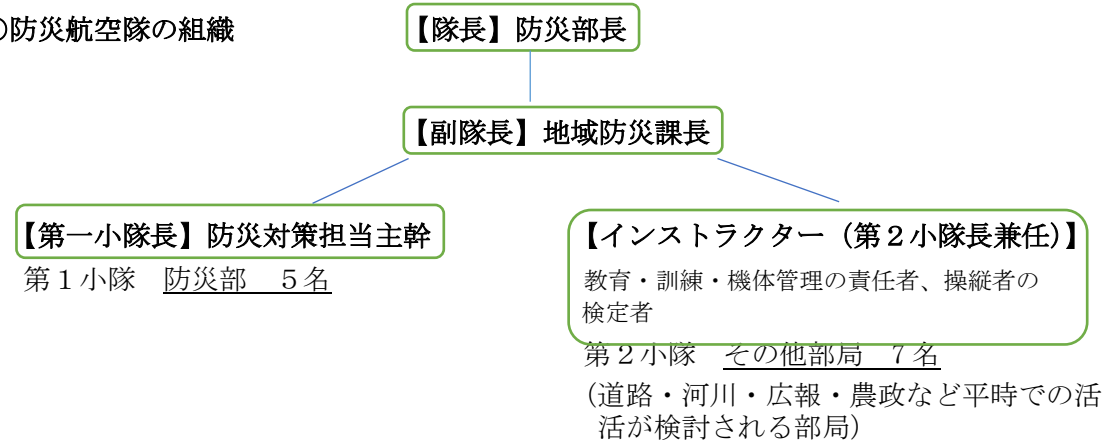 防災航空隊の組織
【隊長】防災部長
【副隊長】地域防災課長
【第一小隊長】防災対策担当主幹
第１小隊 防災部 ５名
【インストラクター（第２小隊長兼任）】
教育・訓練・機体管理の責任者、操縦者の
検定者
第２小隊 その他部局 ７名
(道路・河川・広報・農政など平時での活
活が検討される部局)